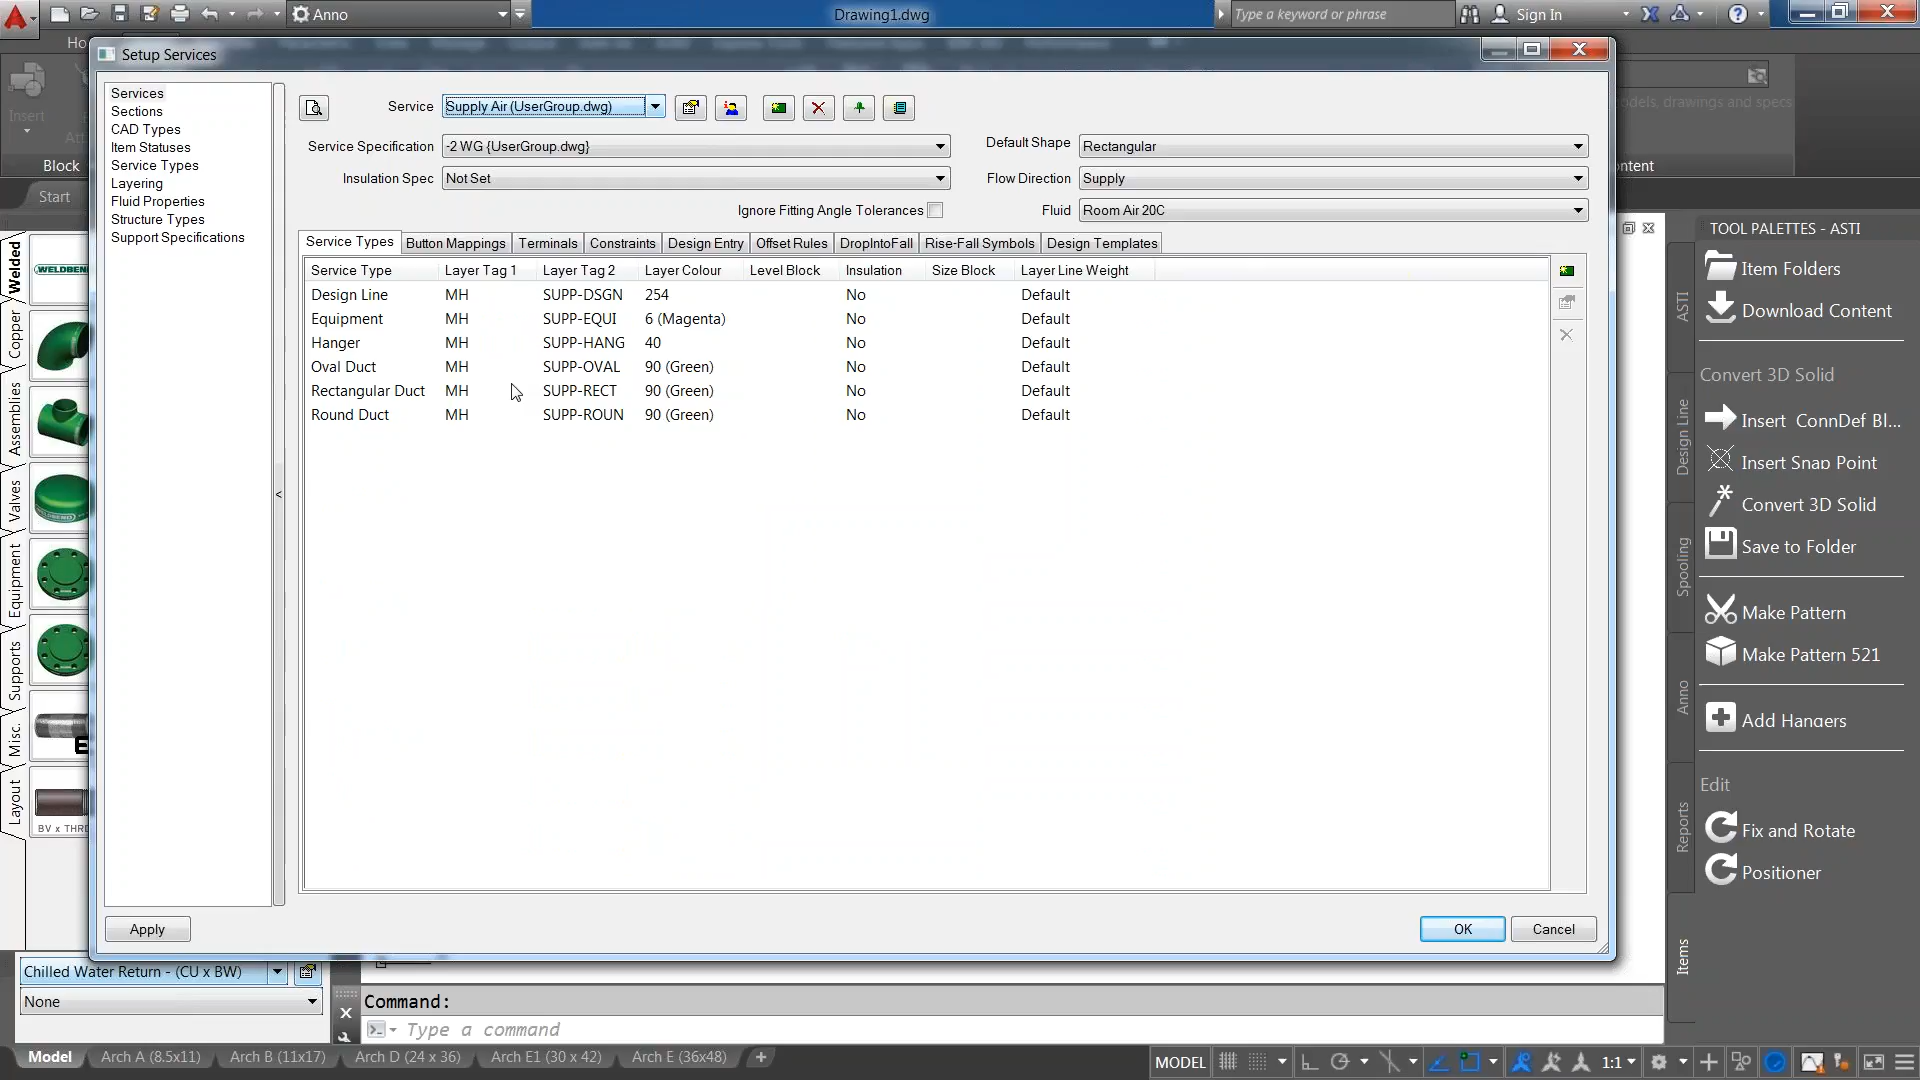 Anno
Drawing1.dwg
Type a keyword or phrase
Sign In
Setup Services
Insert
Block
Start
Services
Sections
CAD Types
Item Statuses
Service Types
Layering
Fluid Properties
Structure Types
Support Specifications
Service
Supply Air (UserGroup.dwg)
Service Specification
-2 WG {UserGroup.dwg}
Default Shape
Rectangular
Insulation Spec
Not Set
Flow Direction
Supply
Ignore Fitting Angle Tolerances
Fluid
Room Air 20C
Service Types Button Mappings Terminals Constraints Design Entry Offset Rules DropIntoFall Rise-Fall Symbols Design Templates
Service Type Layer Tag 1 Layer Tag 2 Layer Colour Level Block Insulation Size Block Layer Line Weight
Design Line MH SUPP-DSGN 254 No Default
Equipment MH SUPP-EQUI 6 (Magenta) No Default
Hanger MH SUPP-HANG 40 No Default
Oval Duct MH SUPP-OVAL 90 (Green) No Default
Rectangular Duct MH SUPP-RECT 90 (Green) No Default
Round Duct MH SUPP-ROUN 90 (Green) No Default
<
Apply
OK
Cancel
Welded
Copper
Assemblies
Valves
Equipment
Supports
Misc.
Layout
WELDBEND
BV x THRD
odels, drawings and specs
ontent
TOOL PALETTES - ASTI
Item Folders
Download Content
Convert 3D Solid
Insert ConnDef Bl...
Insert Snap Point
Convert 3D Solid
Save to Folder
Make Pattern
Make Pattern 521
Add Hangers
Edit
Fix and Rotate
Positioner
ASTI
Design Line
Spooling
Anno
Reports
Items
Chilled Water Return - (CU x BW)
None
Command:
Type a command
Model Arch A (8.5x11) Arch B (11x17) Arch D (24 x 36) Arch E1 (30 x 42) Arch E (36x48) +
MODEL
1:1